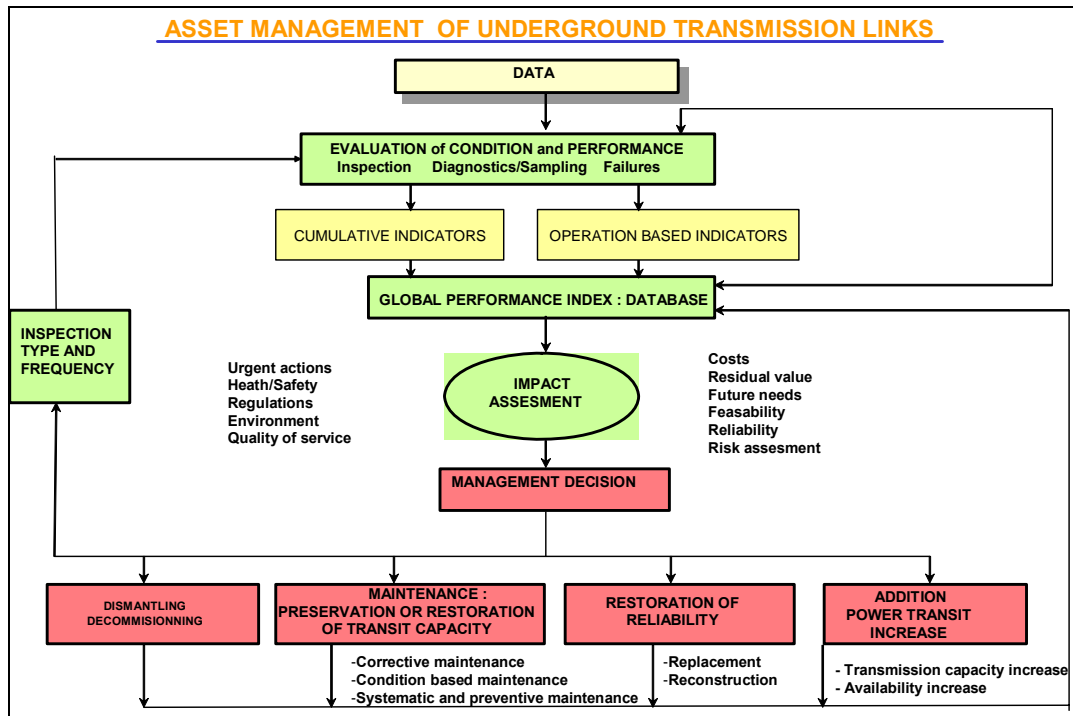 ASSET MANAGEMENT OF UNDERGROUND TRANSMISSION LINKS
DATA
EVALUATION of CONDITION and PERFORMANCE
Inspection Diagnostics/Sampling Failures
CUMULATIVE INDICATORS
OPERATION BASED INDICATORS
GLOBAL PERFORMANCE INDEX : DATABASE
INSPECTION
TYPE AND
FREQUENCY
Urgent actions
Heath/Safety
Regulations
Environment
Quality of service
IMPACT
ASSESMENT
Costs
Residual value
Future needs
Feasability
Reliability
Risk assesment
MANAGEMENT DECISION
DISMANTLING
DECOMMISIONNING
MAINTENANCE :
PRESERVATION OR RESTORATION
OF TRANSIT CAPACITY
RESTORATION OF
RELIABILITY
ADDITION
POWER TRANSIT
INCREASE
-Corrective maintenance
-Condition based maintenance
-Systematic and preventive maintenance
-Replacement
-Reconstruction
- Transmission capacity increase
- Availability increase